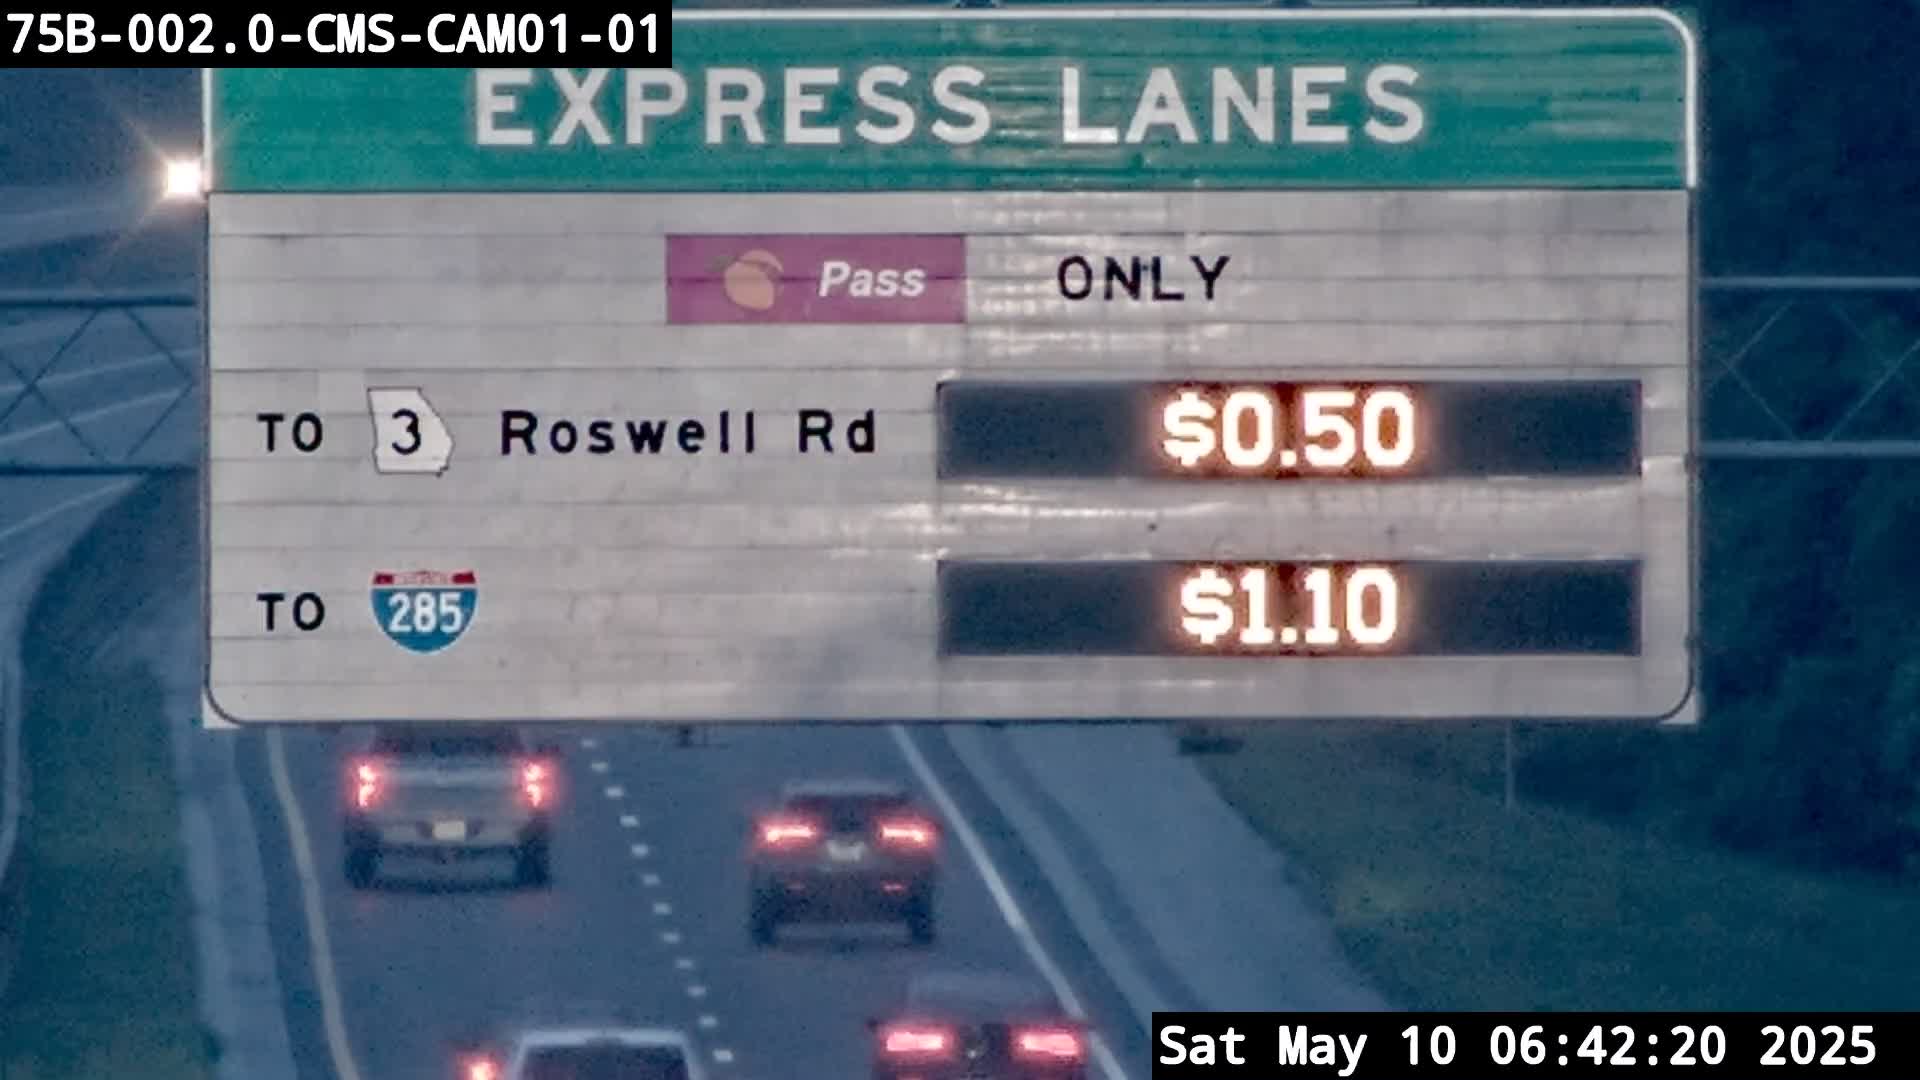 75B-002.0-CMS-CAM01-01
EXPRESS LANES
Pass ONLY
TO 3 Roswell Rd $0.50
TO 285 $1.10
Sat May 10 06:42:20 2025